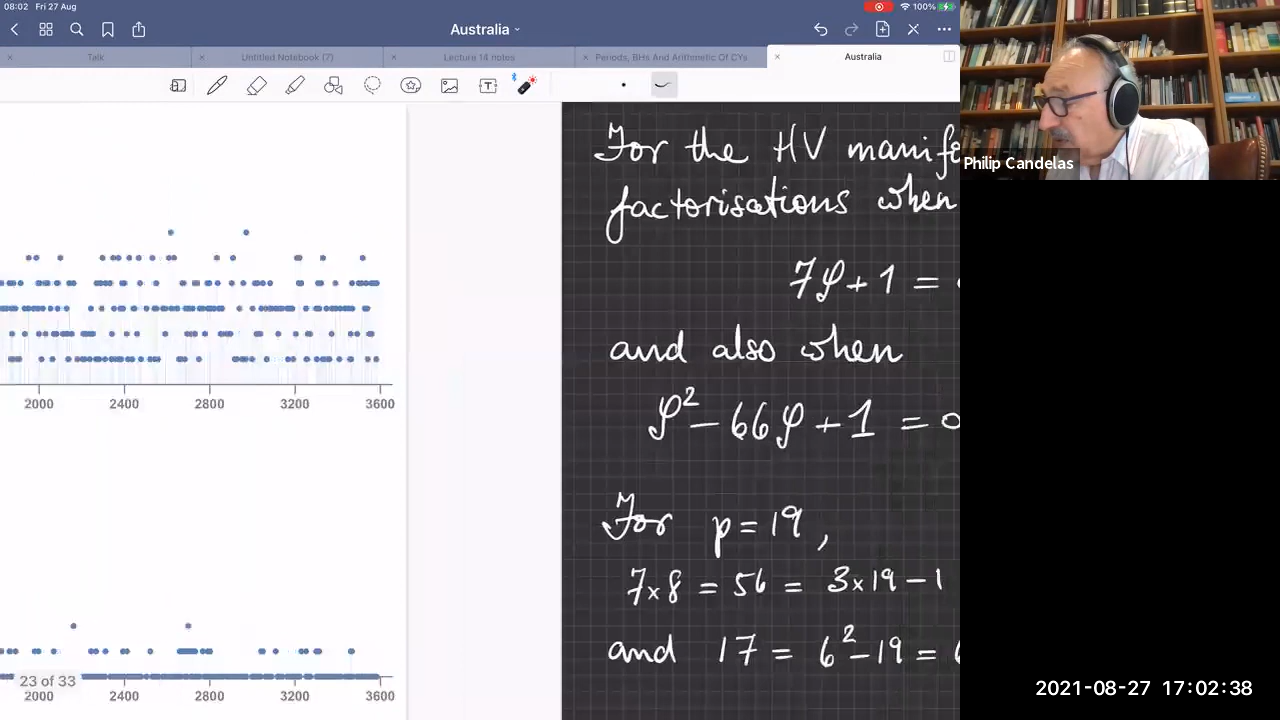 08:02 Fri 27 Aug
100%
Australia
Talk
Untitled Notebook (7)
Lecture 14 notes
Periods, BHs And Arithmetic Of CYs
Australia
For the HV manif
factorisations when
7φ + 1 =
and also when
φ² − 66φ + 1 = 0
For p = 19,
7×8 = 56 = 3×19 − 1
and 17 = 6² − 19 =
2000 2400 2800 3200 3600
23 of 33
2000 2400 2800 3200 3600
Philip Candelas
2021-08-27 17:02:38